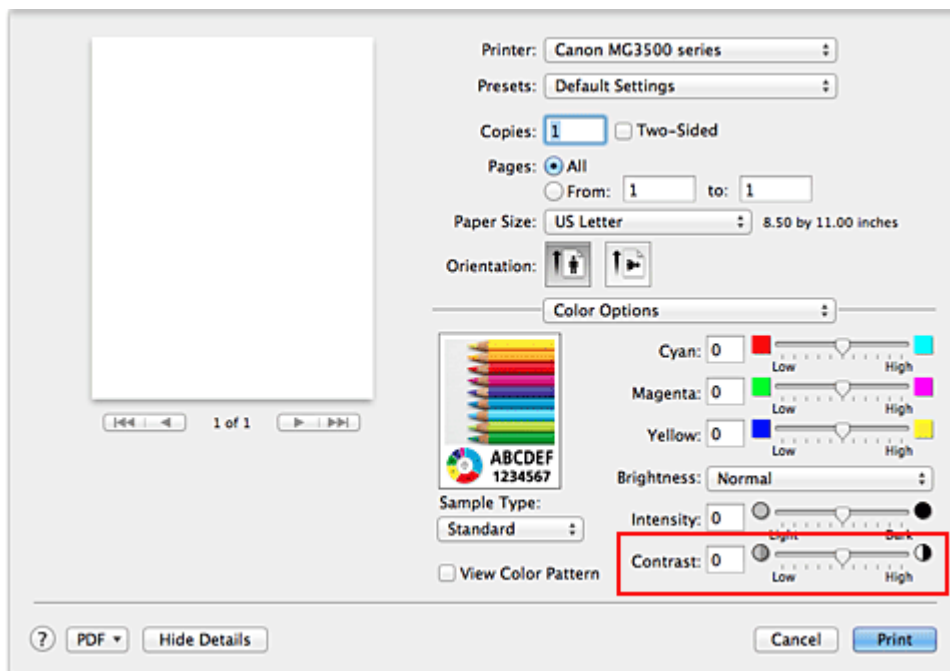 Printer: Canon MG3500 series
Presets: Default Settings
Copies: 1 Two-Sided
Pages: All
From: 1 to: 1
Paper Size: US Letter 8.50 by 11.00 inches
Orientation:
Color Options
1 of 1
ABCDEF
1234567
Sample Type:
Standard
View Color Pattern
Cyan: 0
Low High
Magenta: 0
Low High
Yellow: 0
Low High
Brightness: Normal
Intensity: 0
Light Dark
Contrast: 0
Low High
? PDF Hide Details Cancel Print